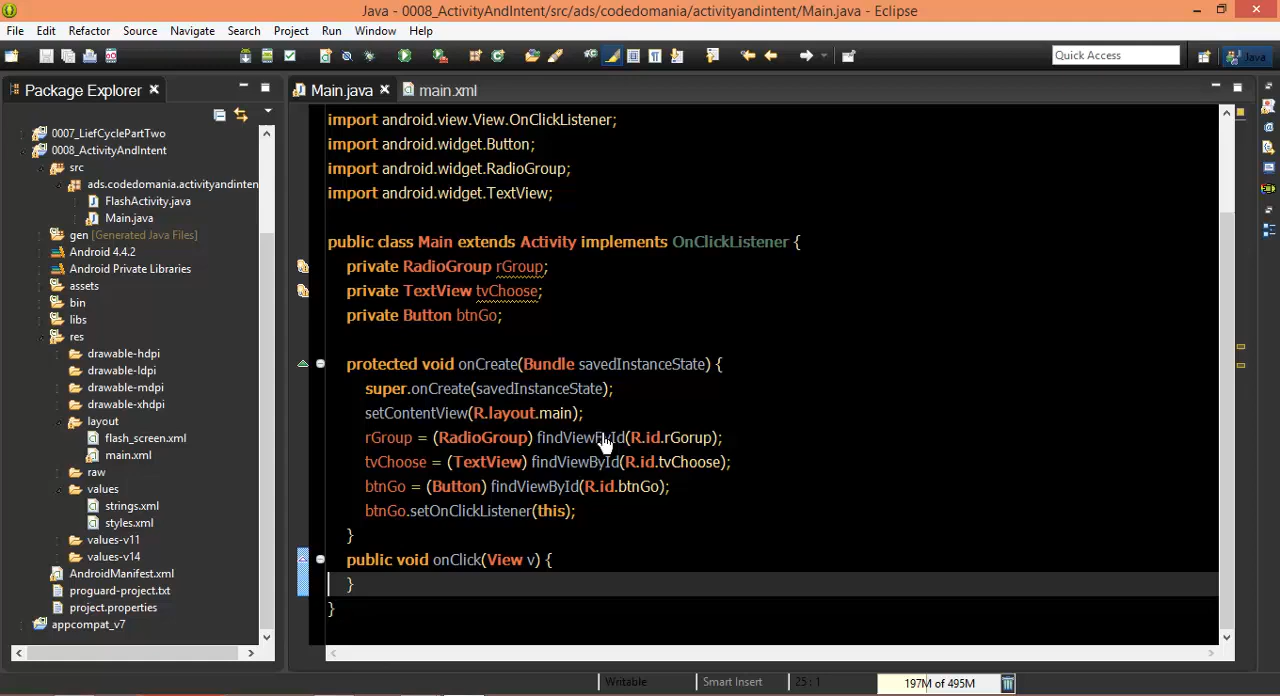 Java - 0008_ActivityAndIntent/src/ads/codedomania/activityandintent/Main.java - Eclipse
File Edit Refactor Source Navigate Search Project Run Window Help
Quick Access
Java
Package Explorer
Main.java
main.xml
0007_LiefCyclePartTwo
0008_ActivityAndIntent
src
ads.codedomania.activityandinten
FlashActivity.java
Main.java
gen [Generated Java Files]
Android 4.4.2
Android Private Libraries
assets
bin
libs
res
drawable-hdpi
drawable-ldpi
drawable-mdpi
drawable-xhdpi
layout
flash_screen.xml
main.xml
raw
values
strings.xml
styles.xml
values-v11
values-v14
AndroidManifest.xml
proguard-project.txt
project.properties
appcompat_v7
import android.view.View.OnClickListener;
import android.widget.Button;
import android.widget.RadioGroup;
import android.widget.TextView;
public class Main extends Activity implements OnClickListener {
private RadioGroup rGroup;
private TextView tvChoose;
private Button btnGo;
protected void onCreate(Bundle savedInstanceState) {
super.onCreate(savedInstanceState);
setContentView(R.layout.main);
rGroup = (RadioGroup) findViewById(R.id.rGorup);
tvChoose = (TextView) findViewById(R.id.tvChoose);
btnGo = (Button) findViewById(R.id.btnGo);
btnGo.setOnClickListener(this);
}
public void onClick(View v) {
}
}
Writable
Smart Insert
25 : 1
197M of 495M